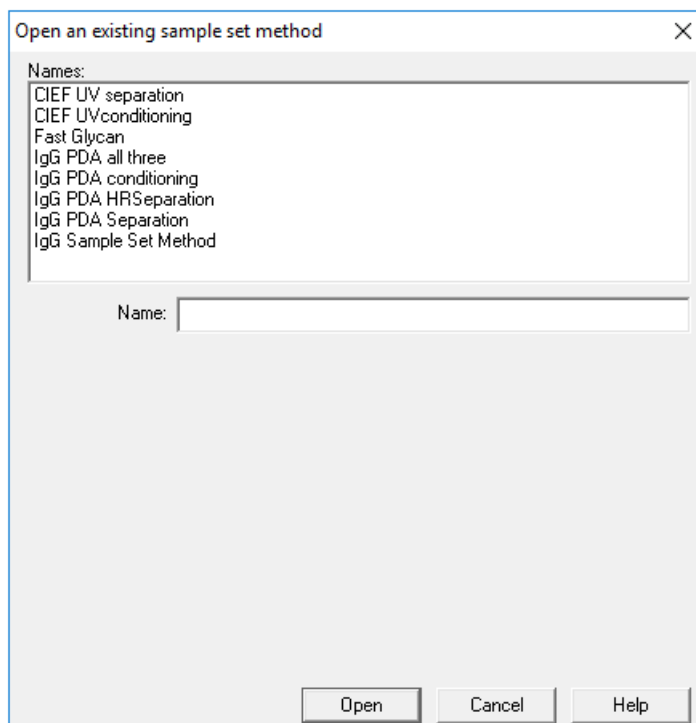 Open an existing sample set method
Names:
CIEF UV separation
CIEF UVconditioning
Fast Glycan
IgG PDA all three
IgG PDA conditioning
IgG PDA HRSeparation
IgG PDA Separation
IgG Sample Set Method
Name:
Open Cancel Help